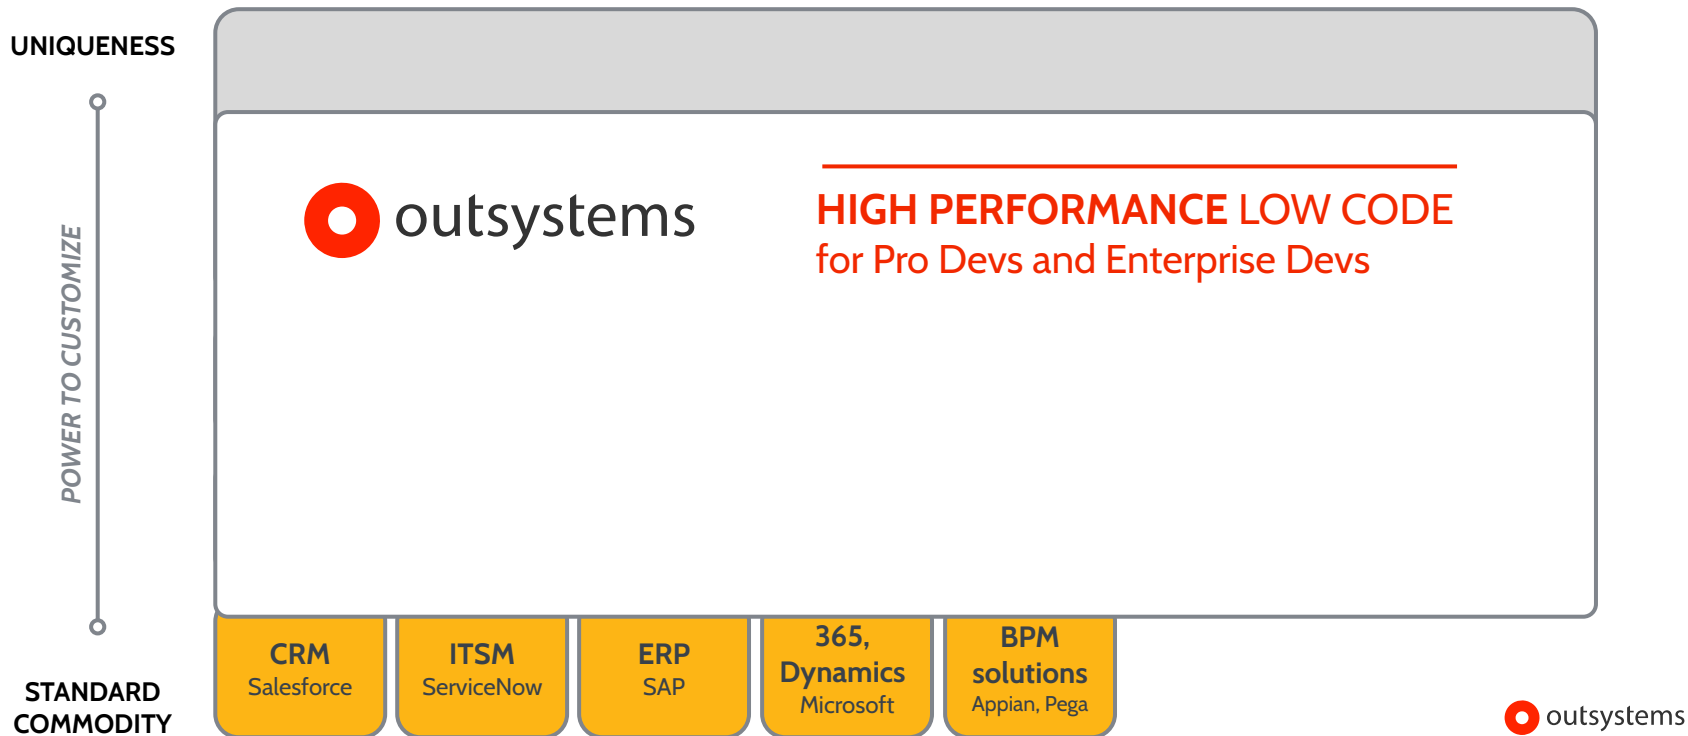 UNIQUENESS
POWER TO CUSTOMIZE
STANDARD
COMMODITY
outsystems
HIGH PERFORMANCE LOW CODE
for Pro Devs and Enterprise Devs
CRM
Salesforce
ITSM
ServiceNow
ERP
SAP
365,
Dynamics
Microsoft
BPM
solutions
Appian, Pega
outsystems